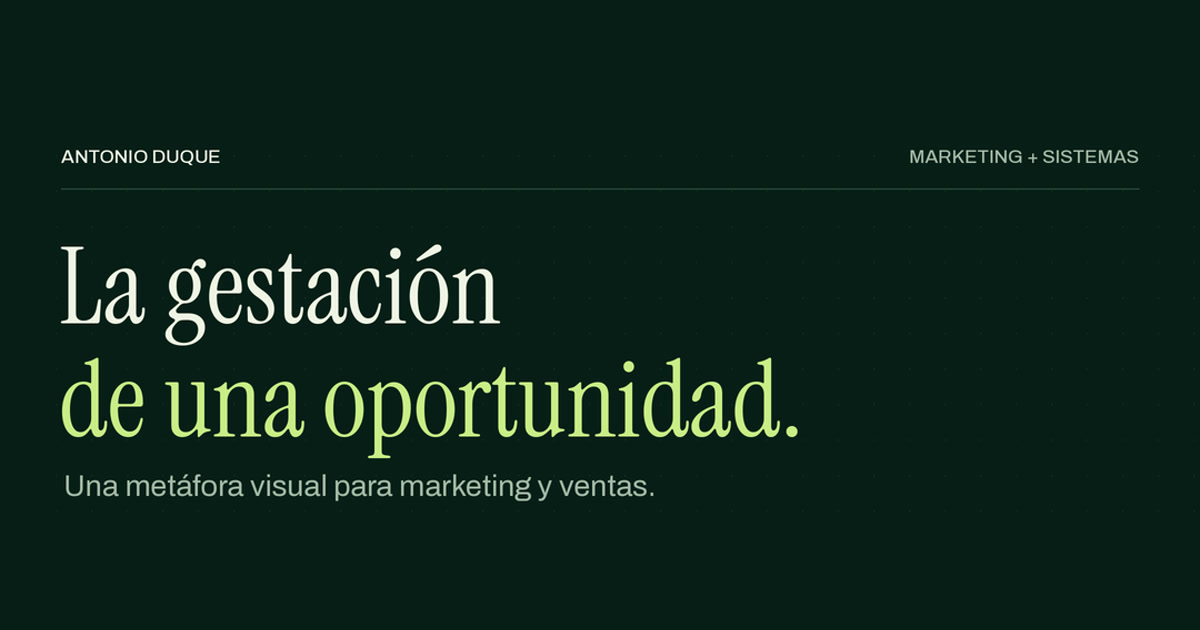 ANTONIO DUQUE
MARKETING + SISTEMAS
La gestación
de una oportunidad.
Una metáfora visual para marketing y ventas.